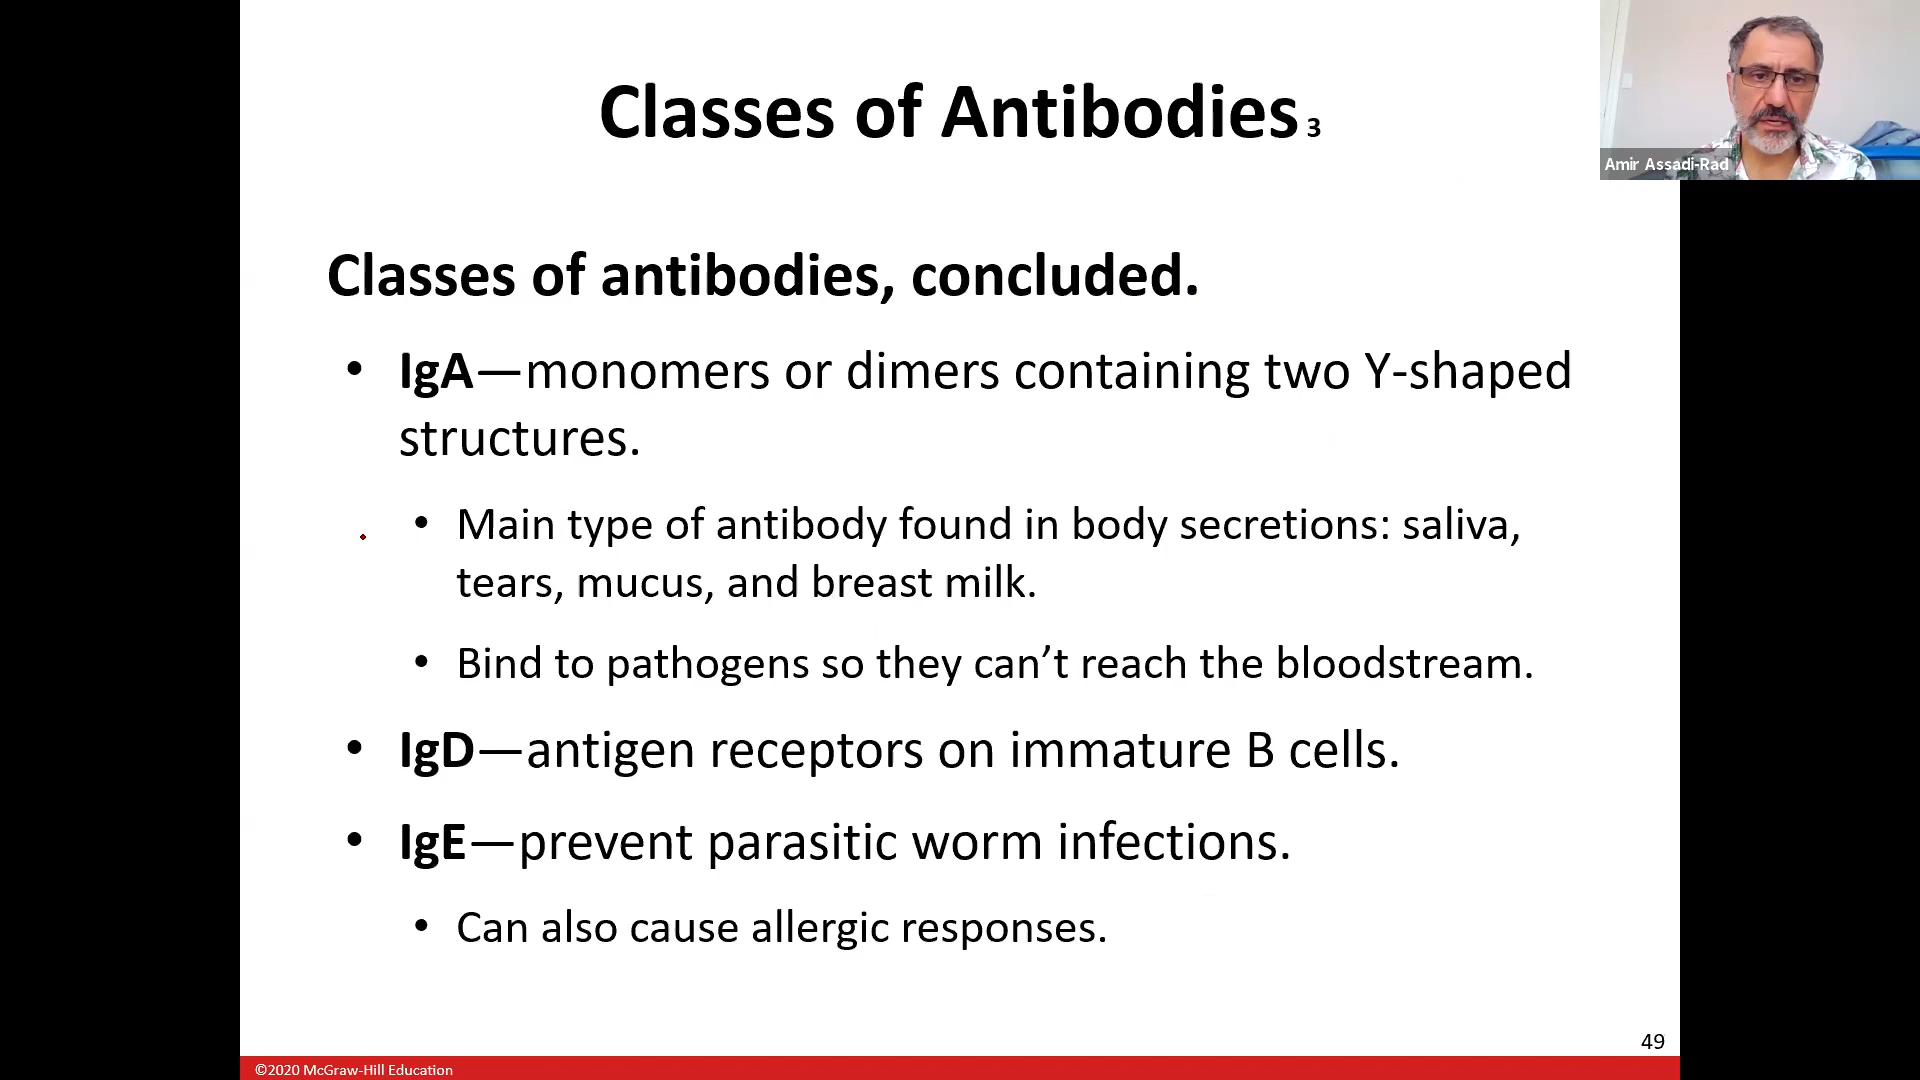 Classes of Antibodies 3
Amir Assadi-Rad
Classes of antibodies, concluded.
• IgA—monomers or dimers containing two Y-shaped
structures.
• Main type of antibody found in body secretions: saliva,
tears, mucus, and breast milk.
• Bind to pathogens so they can’t reach the bloodstream.
• IgD—antigen receptors on immature B cells.
• IgE—prevent parasitic worm infections.
• Can also cause allergic responses.
49
©2020 McGraw-Hill Education